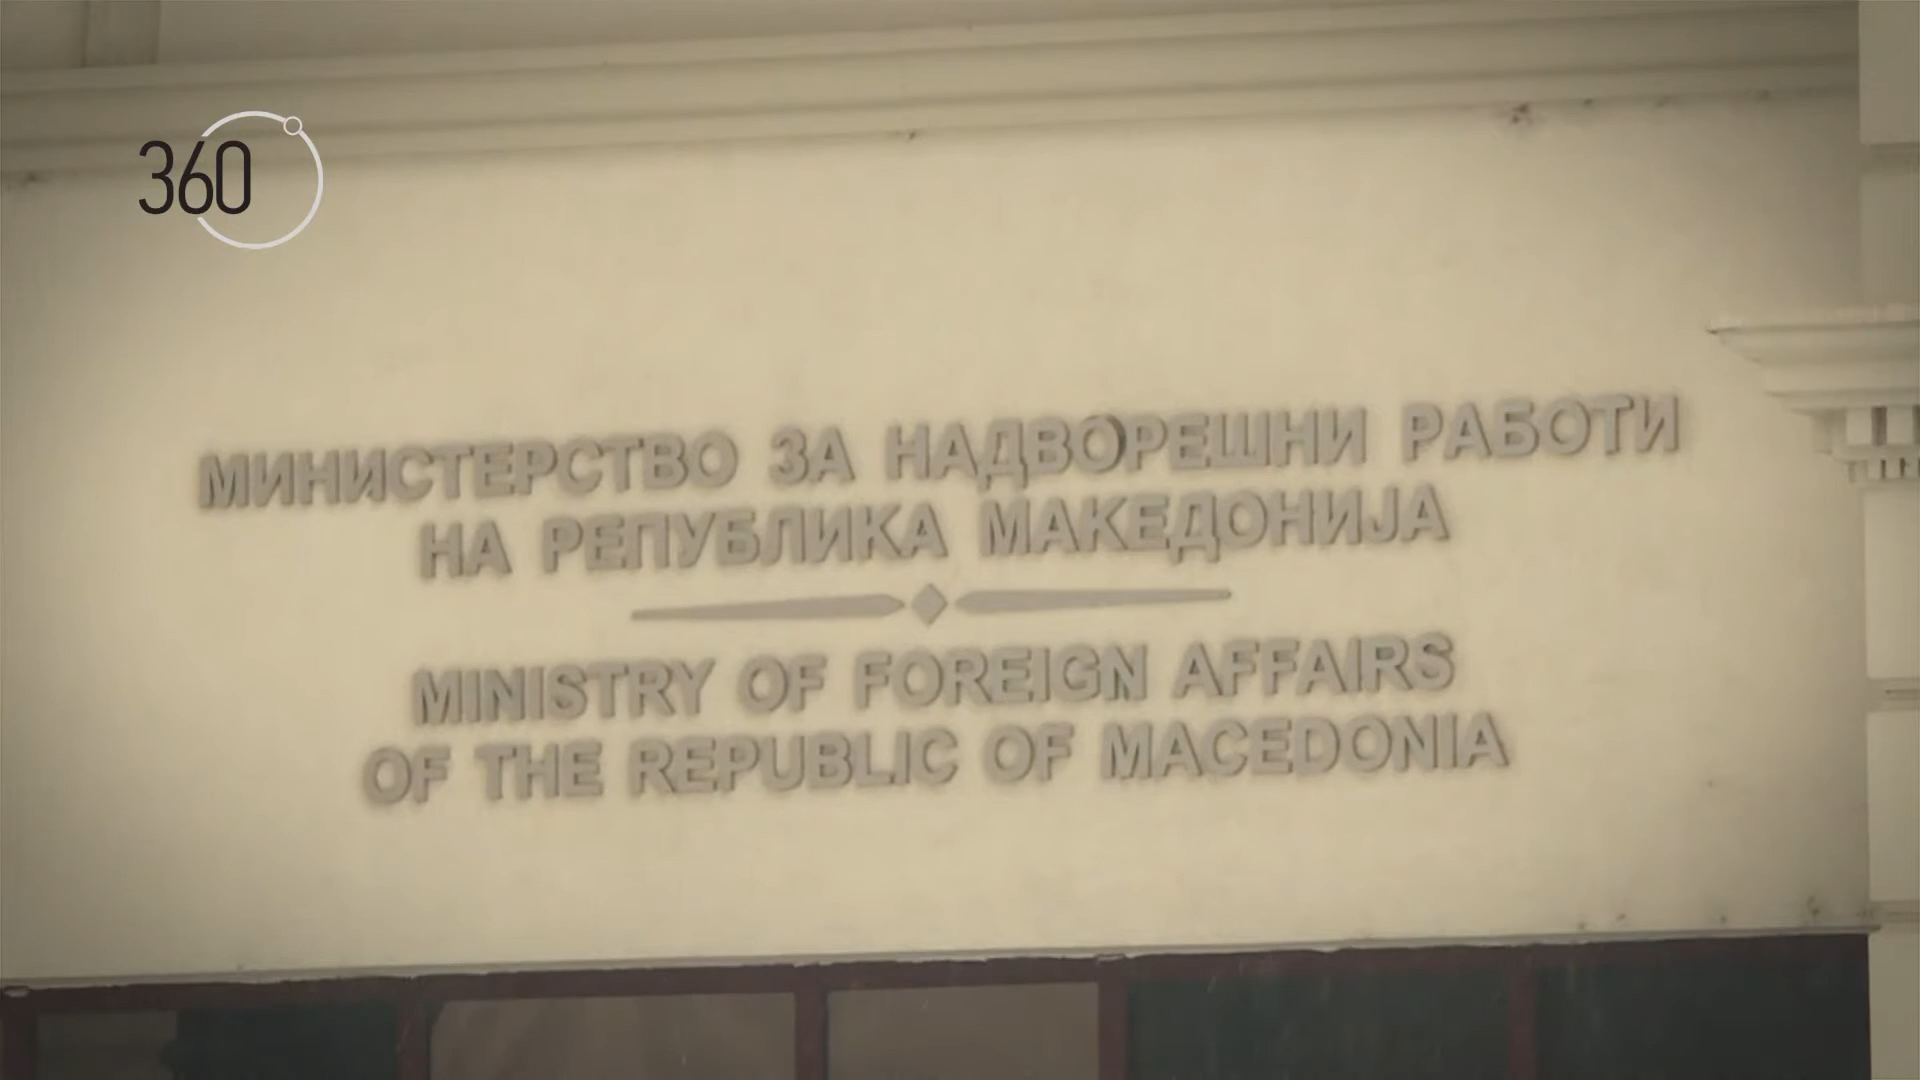 360
МИНИСТЕРСТВО ЗА НАДВОРЕШНИ РАБОТИ
НА РЕПУБЛИКА МАКЕДОНИЈА
MINISTRY OF FOREIGN AFFAIRS
OF THE REPUBLIC OF MACEDONIA